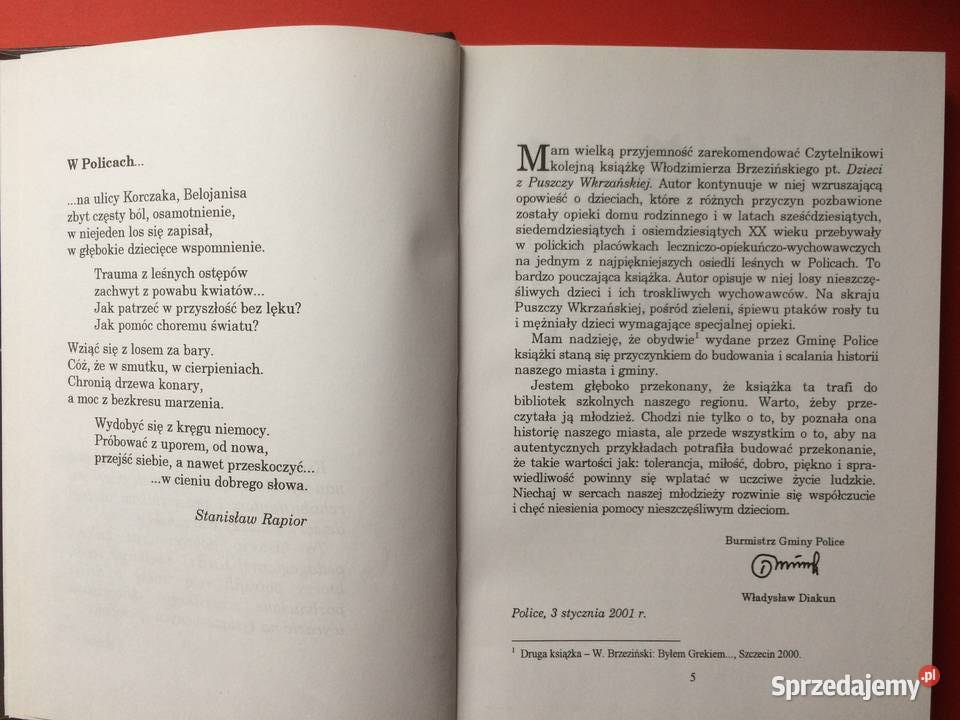 W Policach...
...na ulicy Korczaka, Belojanisa
zbyt częsty ból, osamotnienie,
w niejeden los się zapisał,
w głębokie dziecięce wspomnienie.
Trauma z leśnych ostępów
zachwyt z powabu kwiatów...
Jak patrzeć w przyszłość bez lęku?
Jak pomóc choremu światu?
Wziąć się z losem za bary.
Cóż, że w smutku, w cierpieniach.
Chronią drzewa konary,
a moc z bezkresu marzenia.
Wydobyć się z kręgu niemocy.
Próbować z uporem, od nowa,
przejść siebie, a nawet przeskoczyć...
...w cieniu dobrego słowa.
Stanisław Rapior
Mam wielką przyjemność zarekomendować Czytelnikowi
kolejną książkę Włodzimierza Brzezińskiego pt. Dzieci
z Puszczy Wkrzańskiej. Autor kontynuuje w niej wzruszającą
opowieść o dzieciach, które z różnych przyczyn pozbawione
zostały opieki domu rodzinnego i w latach sześćdziesiątych,
siedemdziesiątych i osiemdziesiątych XX wieku przebywały
w polickich placówkach leczniczo-opiekuńczo-wychowawczych
na jednym z najpiękniejszych osiedli leśnych w Policach. To
bardzo pouczająca książka. Autor opisuje w niej losy nieszczę-
śliwych dzieci i ich troskliwych wychowawców. Na skraju
Puszczy Wkrzańskiej, pośród zieleni, śpiewu ptaków rosły tu
i mężniały dzieci wymagające specjalnej opieki.
Mam nadzieję, że obydwie1 wydane przez Gminę Police
książki staną się przyczynkiem do budowania i scalania historii
naszego miasta i gminy.
Jestem głęboko przekonany, że książka ta trafi do
bibliotek szkolnych naszego regionu. Warto, żeby prze-
czytała ją młodzież. Chodzi nie tylko o to, by poznała ona
historię naszego miasta, ale przede wszystkim o to, aby na
autentycznych przykładach potrafiła budować przekonanie,
że takie wartości jak: tolerancja, miłość, dobro, piękno i spra-
wiedliwość powinny się wplatać w uczciwe życie ludzkie.
Niechaj w sercach naszej młodzieży rozwinie się współczucie
i chęć niesienia pomocy nieszczęśliwym dzieciom.
Burmistrz Gminy Police
Władysław Diakun
Police, 3 stycznia 2001 r.
1 Druga książka – W. Brzeziński: Byłem Grekiem..., Szczecin 2000.
5
Sprzedajemy.pl